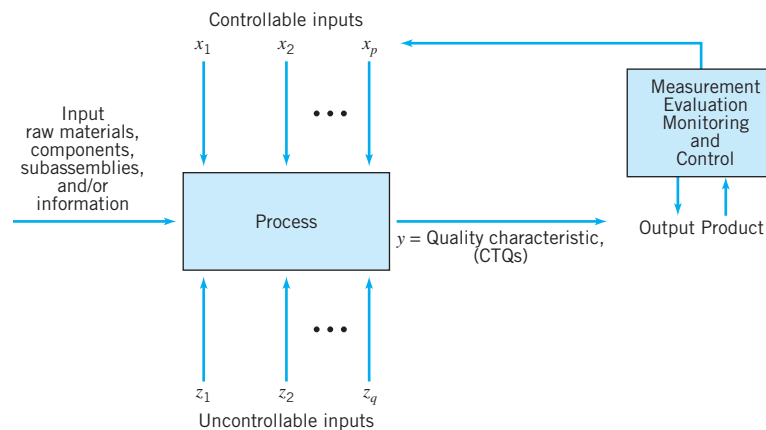 Controllable inputs
x1 x2 xp
Measurement
Evaluation
Monitoring
and
Control
Input
raw materials,
components,
subassemblies,
and/or
information
Process
Output Product
y = Quality characteristic,
(CTQs)
z1 z2 zq
Uncontrollable inputs